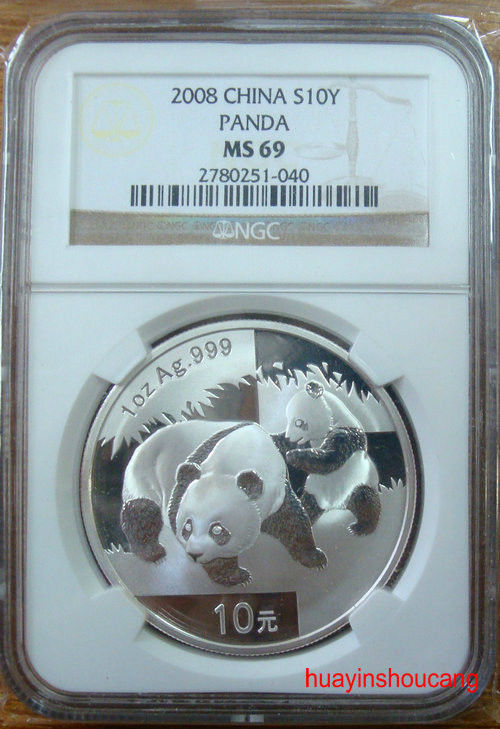 2008 CHINA S10Y
PANDA
MS 69
2780251-040
NGC
1oz Ag.999
10元
huayinshoucang